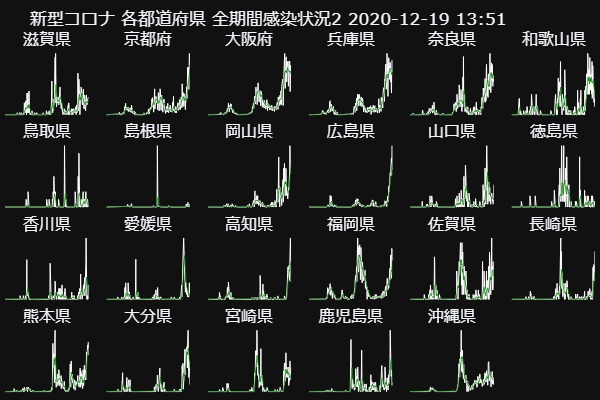 新型コロナ 各都道府県 全期間感染状況2 2020-12-19 13:51
滋賀県 京都府 大阪府 兵庫県 奈良県 和歌山県
鳥取県 島根県 岡山県 広島県 山口県 徳島県
香川県 愛媛県 高知県 福岡県 佐賀県 長崎県
熊本県 大分県 宮崎県 鹿児島県 沖縄県